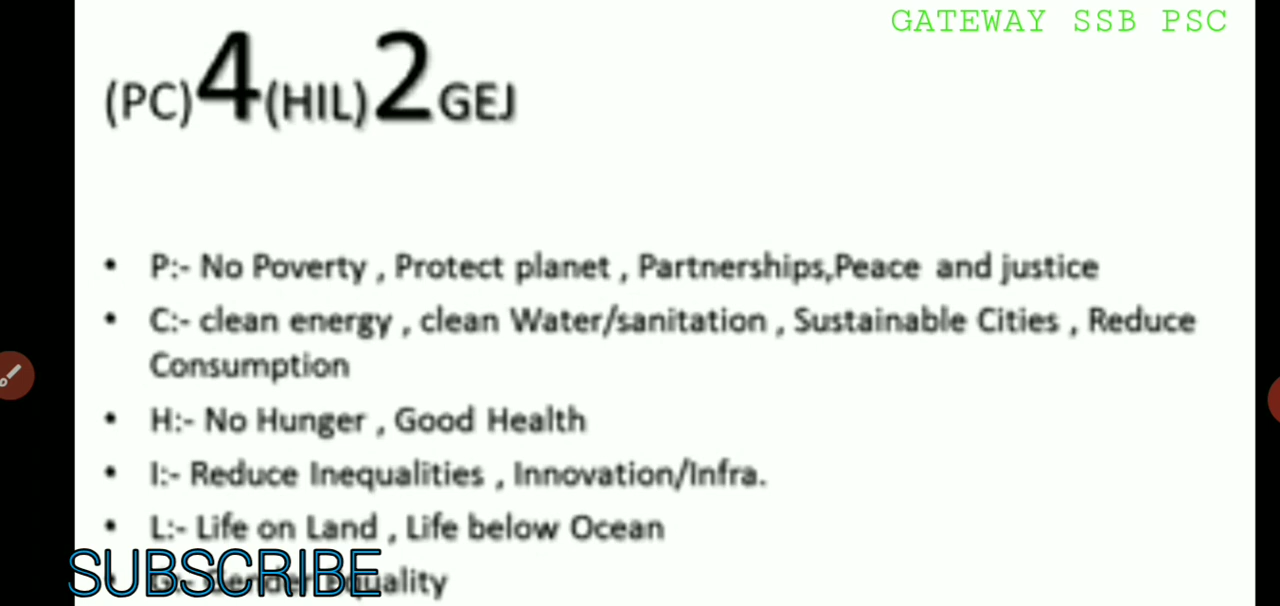 GATEWAY SSB PSC
(PC)4(HIL)2GEJ
• P:- No Poverty , Protect planet , Partnerships,Peace and justice
• C:- clean energy , clean Water/sanitation , Sustainable Cities , Reduce
Consumption
• H:- No Hunger , Good Health
• I:- Reduce Inequalities , Innovation/Infra.
• L:- Life on Land , Life below Ocean
• G:- Gender Equality
SUBSCRIBE